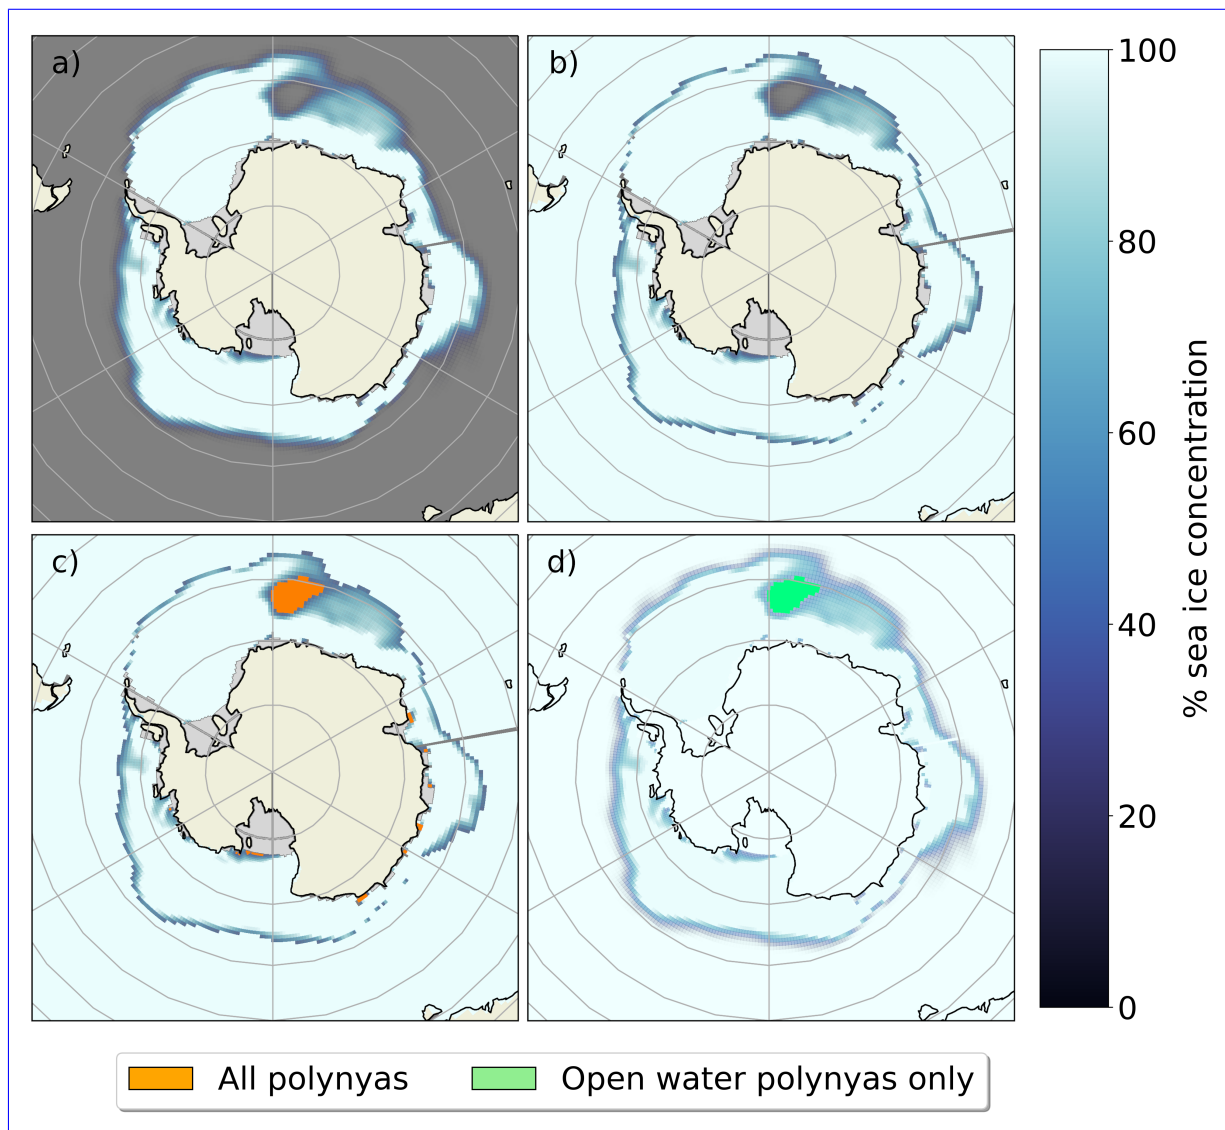 a)
b)
c)
d)
100
80
60
40
20
0
% sea ice concentration
All polynyas
Open water polynyas only